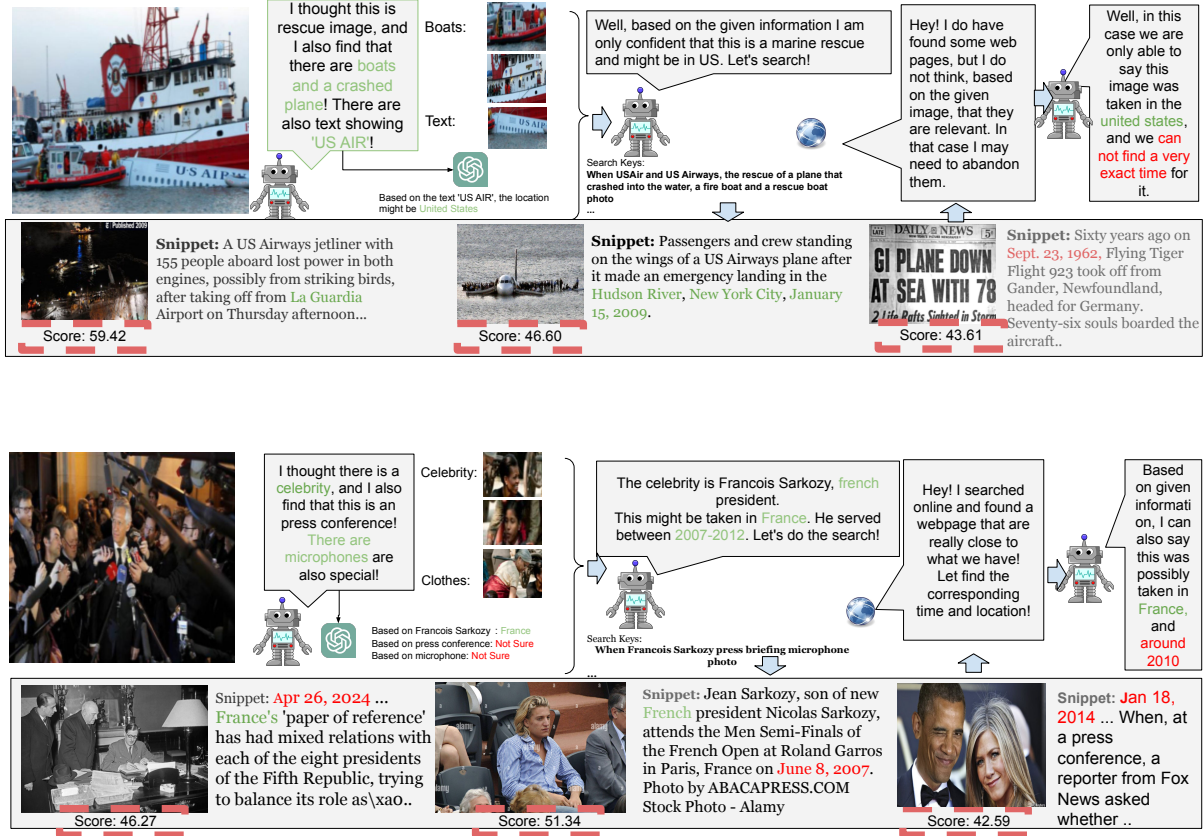 I thought this is
rescue image, and
I also find that
there are boats
and a crashed
plane! There are
also text showing
'US AIR'!
Boats:
Text:
Based on the text 'US AIR', the location
might be United States
Well, based on the given information I am
only confident that this is a marine rescue
and might be in US. Let's search!
Search Keys:
When USAir and US Airways, the rescue of a plane that
crashed into the water, a fire boat and a rescue boat
photo
...
Hey! I do have
found some web
pages, but I do
not think, based
on the given
image, that they
are relevant. In
that case I may
need to abandon
them.
Well, in this
case we are
only able to
say this
image was
taken in the
united states,
and we can
not find a very
exact time for
it.
US AIRWAYS
Published 2009
Snippet: A US Airways jetliner with
155 people aboard lost power in both
engines, possibly from striking birds,
after taking off from La Guardia
Airport on Thursday afternoon...
Score: 59.42
Snippet: Passengers and crew standing
on the wings of a US Airways plane after
it made an emergency landing in the
Hudson River, New York City, January
15, 2009.
Score: 46.60
LATE DAILY NEWS 5¢
GI PLANE DOWN
AT SEA WITH 78
2 Life Rafts Sighted in Storm
Score: 43.61
Snippet: Sixty years ago on
Sept. 23, 1962, Flying Tiger
Flight 923 took off from
Gander, Newfoundland,
headed for Germany.
Seventy-six souls boarded the
aircraft..
I thought there is a
celebrity, and I also
find that this is an
press conference!
There are
microphones are
also special!
Celebrity:
Clothes:
Based on Francois Sarkozy : France
Based on press conference: Not Sure
Based on microphone: Not Sure
The celebrity is Francois Sarkozy, french
president.
This might be taken in France. He served
between 2007-2012. Let's do the search!
Search Keys:
When Francois Sarkozy press briefing microphone
photo
...
Hey! I searched
online and found a
webpage that are
really close to
what we have!
Let find the
corresponding
time and location!
Based
on given
informati
on, I can
also say
this was
possibly
taken in
France,
and
around
2010
Snippet: Apr 26, 2024 ...
France's 'paper of reference'
has had mixed relations with
each of the eight presidents
of the Fifth Republic, trying
to balance its role as\xa0..
Score: 46.27
alamy
Score: 51.34
Snippet: Jean Sarkozy, son of new
French president Nicolas Sarkozy,
attends the Men Semi-Finals of
the French Open at Roland Garros
in Paris, France on June 8, 2007.
Photo by ABACAPRESS.COM
Stock Photo - Alamy
Score: 42.59
Snippet: Jan 18,
2014 ... When, at
a press
conference, a
reporter from Fox
News asked
whether ..